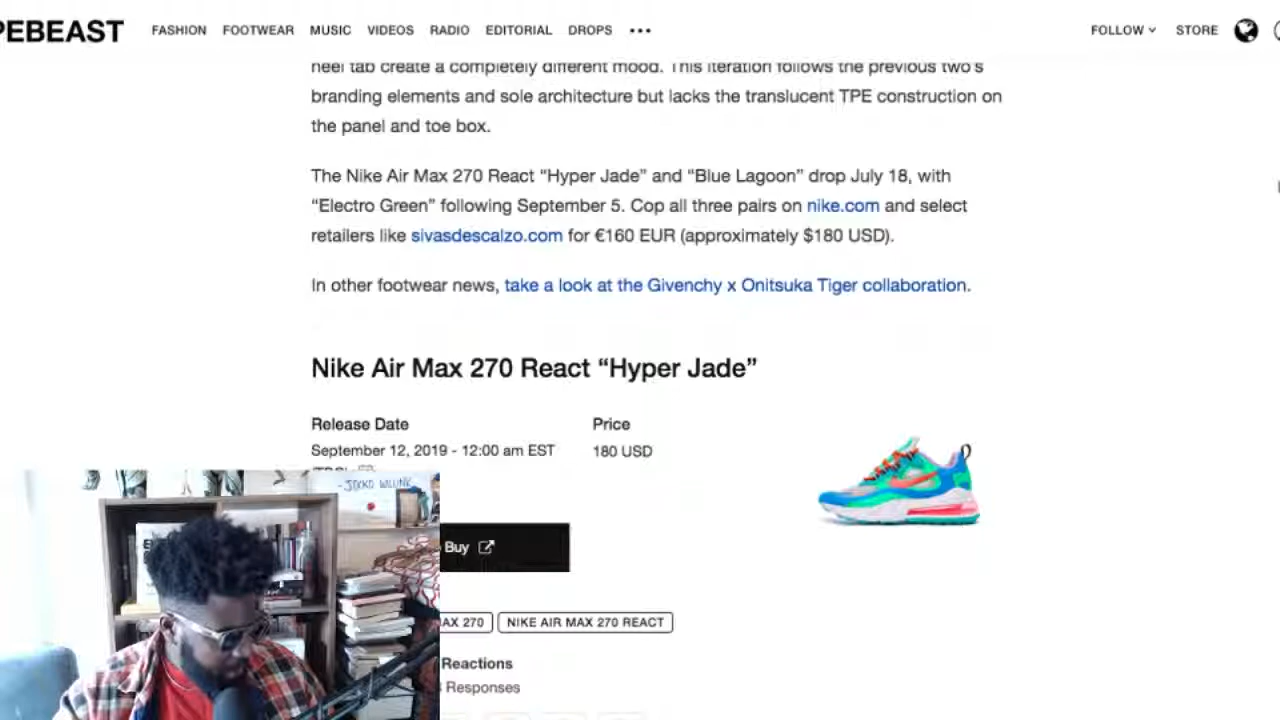 PEBEAST FASHION FOOTWEAR MUSIC VIDEOS RADIO EDITORIAL DROPS ••• FOLLOW STORE
heel tab create a completely different mood. This iteration follows the previous two's
branding elements and sole architecture but lacks the translucent TPE construction on
the panel and toe box.
The Nike Air Max 270 React “Hyper Jade” and “Blue Lagoon” drop July 18, with
“Electro Green” following September 5. Cop all three pairs on nike.com and select
retailers like sivasdescalzo.com for €160 EUR (approximately $180 USD).
In other footwear news, take a look at the Givenchy x Onitsuka Tiger collaboration.
Nike Air Max 270 React “Hyper Jade”
Release Date Price
September 12, 2019 - 12:00 am EST 180 USD
-JOCKO WILLINK
Buy
AX 270 NIKE AIR MAX 270 REACT
Reactions
Responses